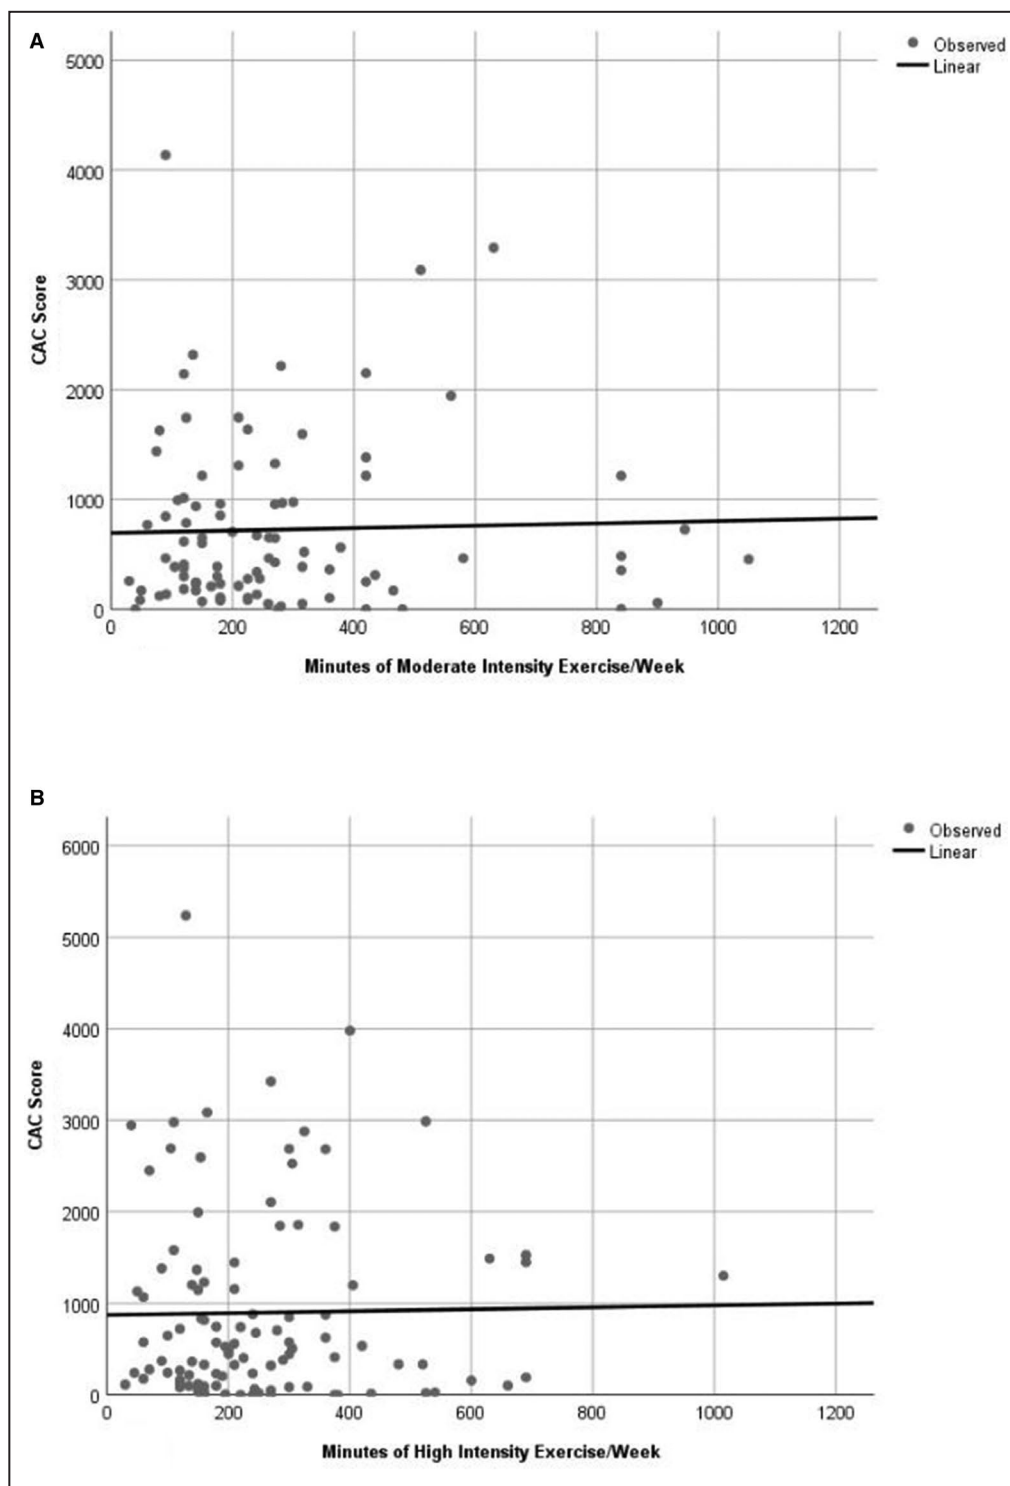 A
Observed
Linear
5000
4000
3000
2000
1000
0
CAC Score
0 200 400 600 800 1000 1200
Minutes of Moderate Intensity Exercise/Week
B
Observed
Linear
6000
5000
4000
3000
2000
1000
0
CAC Score
0 200 400 600 800 1000 1200
Minutes of High Intensity Exercise/Week